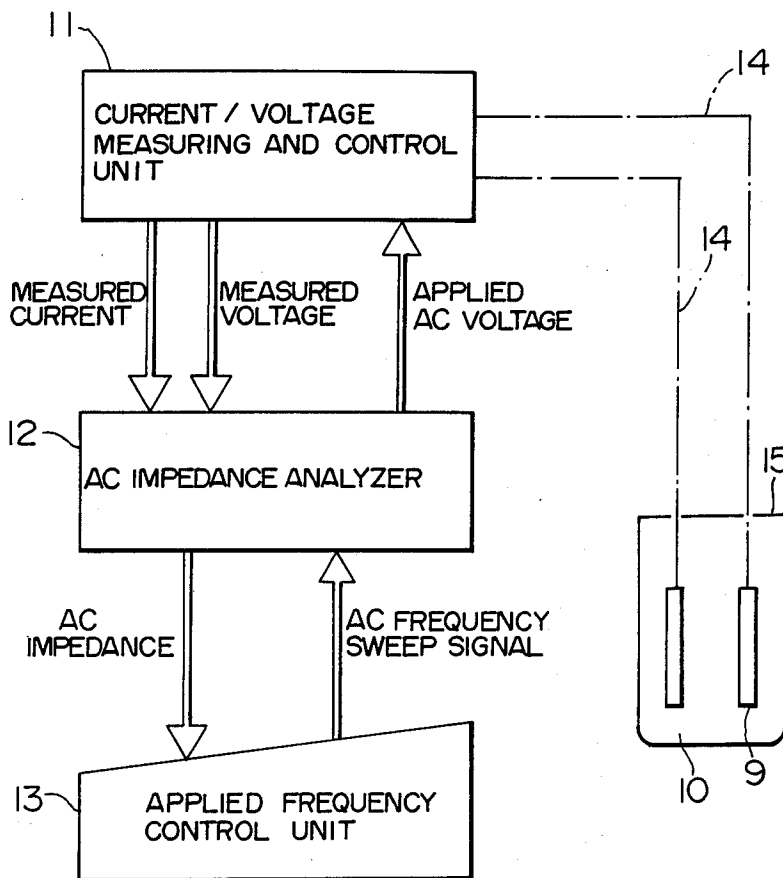 11
CURRENT / VOLTAGE
MEASURING AND CONTROL
UNIT
14
14
MEASURED
CURRENT
MEASURED
VOLTAGE
APPLIED
AC VOLTAGE
12
AC IMPEDANCE ANALYZER
15
AC
IMPEDANCE
AC FREQUENCY
SWEEP SIGNAL
10
9
13
APPLIED FREQUENCY
CONTROL UNIT